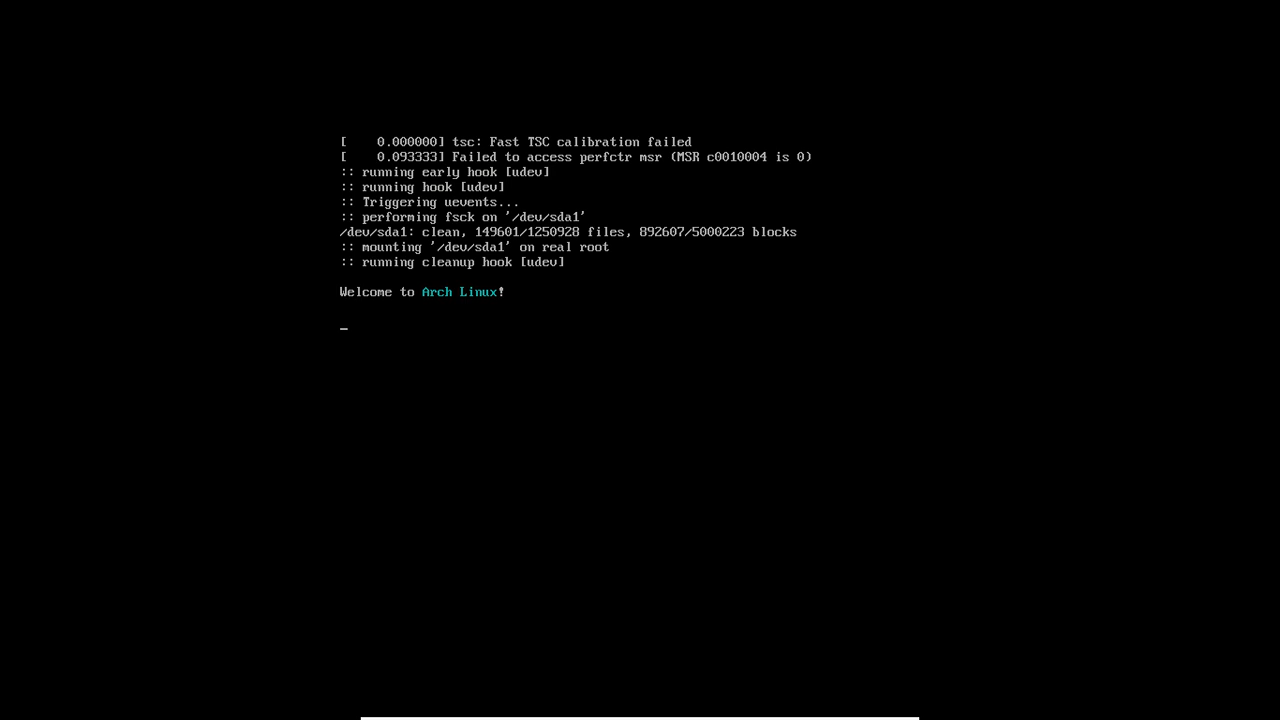 [    0.000000] tsc: Fast TSC calibration failed
[    0.093333] Failed to access perfctr msr (MSR c0010004 is 0)
:: running early hook [udev]
:: running hook [udev]
:: Triggering uevents...
:: performing fsck on '/dev/sda1'
/dev/sda1: clean, 149601/1250928 files, 892607/5000223 blocks
:: mounting '/dev/sda1' on real root
:: running cleanup hook [udev]
Welcome to Arch Linux!